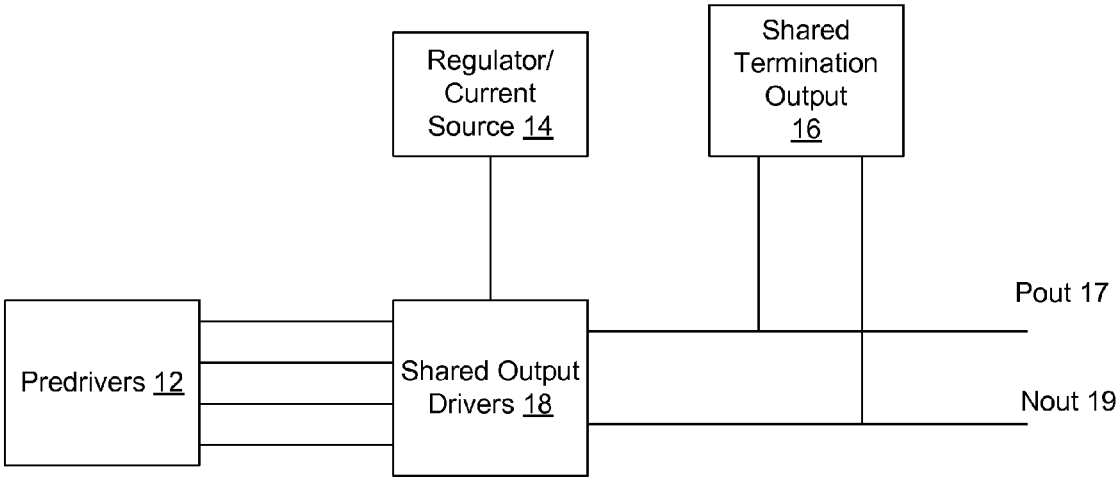 Regulator/
Current
Source 14
Shared
Termination
Output
16
Pout 17
Predrivers 12
Shared Output
Drivers 18
Nout 19